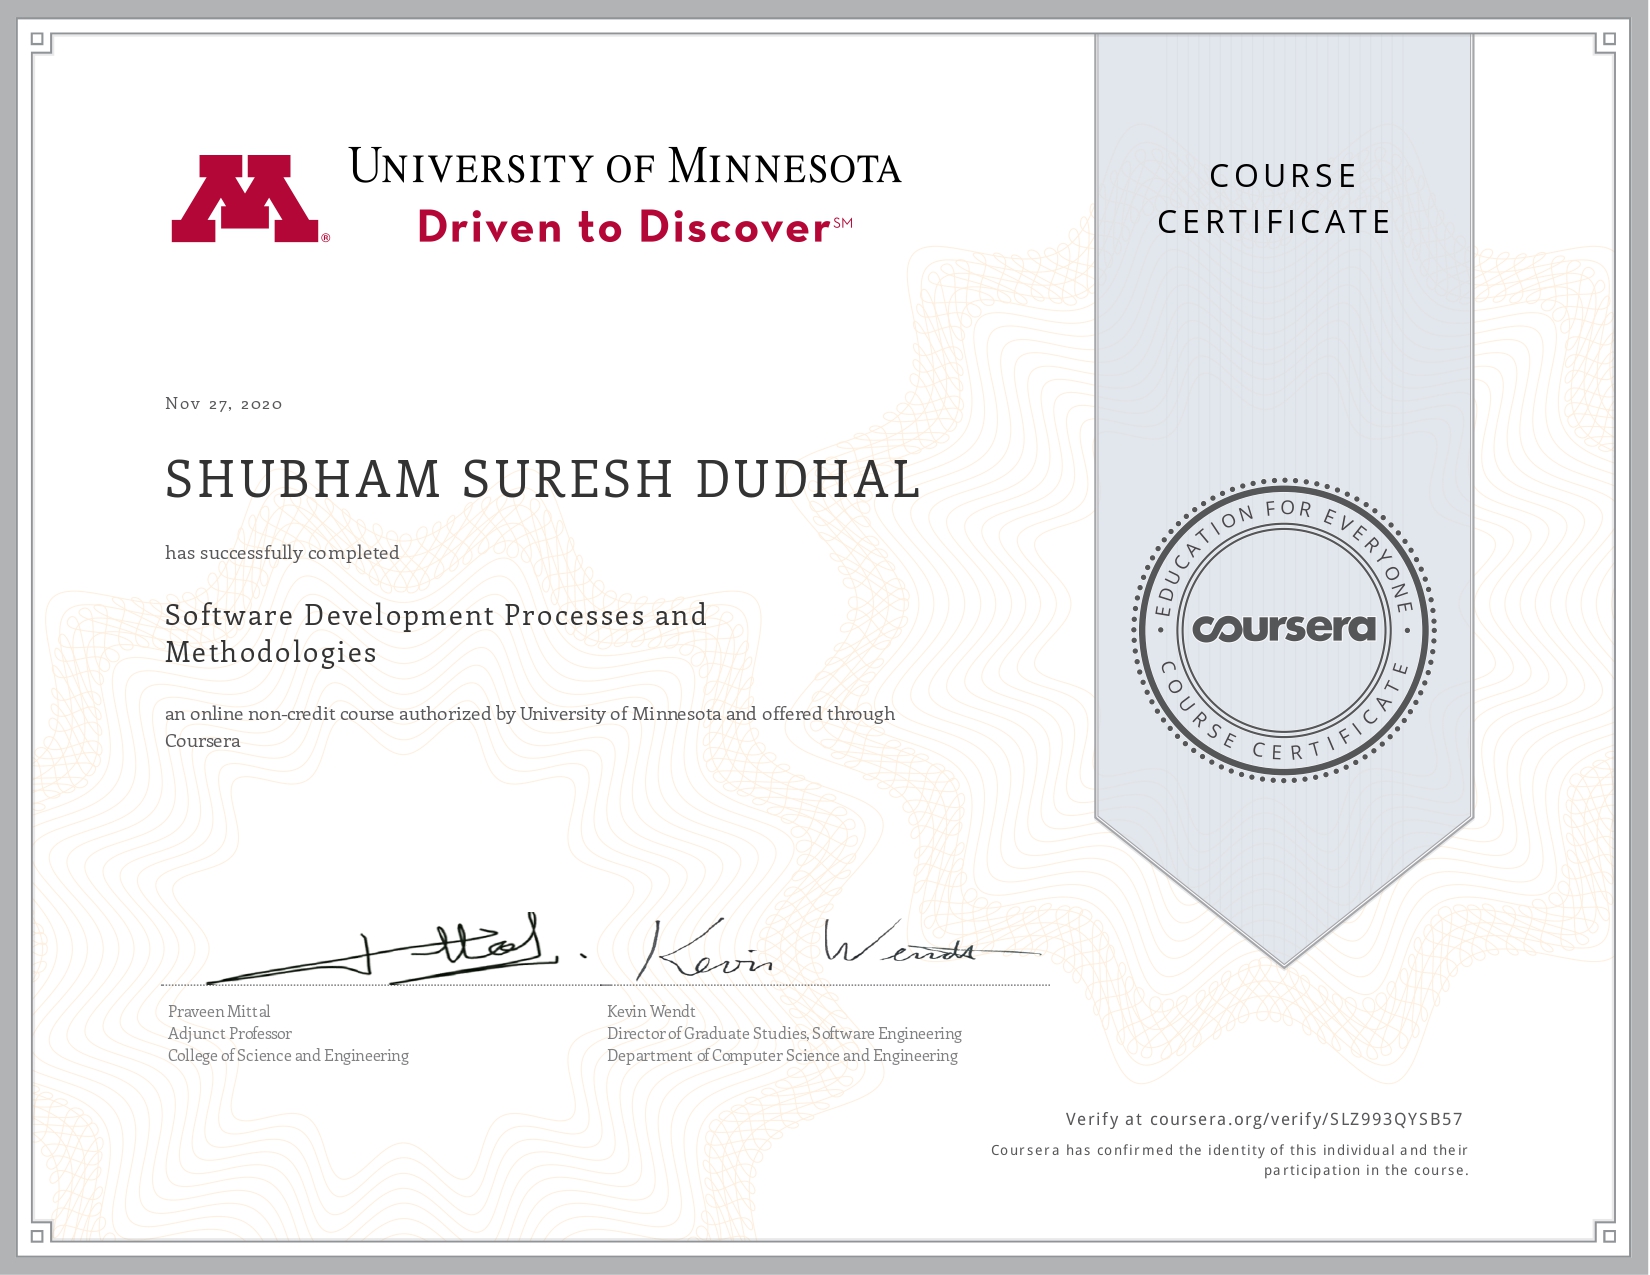 UNIVERSITY OF MINNESOTA
Driven to Discover℠
®
COURSE
CERTIFICATE
Nov 27, 2020
SHUBHAM SURESH DUDHAL
has successfully completed
Software Development Processes and
Methodologies
an online non-credit course authorized by University of Minnesota and offered through
Coursera
EDUCATION FOR EVERYONE
coursera
COURSE CERTIFICATE
Kevin Wendt
Praveen Mittal
Adjunct Professor
College of Science and Engineering
Kevin Wendt
Director of Graduate Studies, Software Engineering
Department of Computer Science and Engineering
Verify at coursera.org/verify/SLZ993QYSB57
Coursera has confirmed the identity of this individual and their
participation in the course.